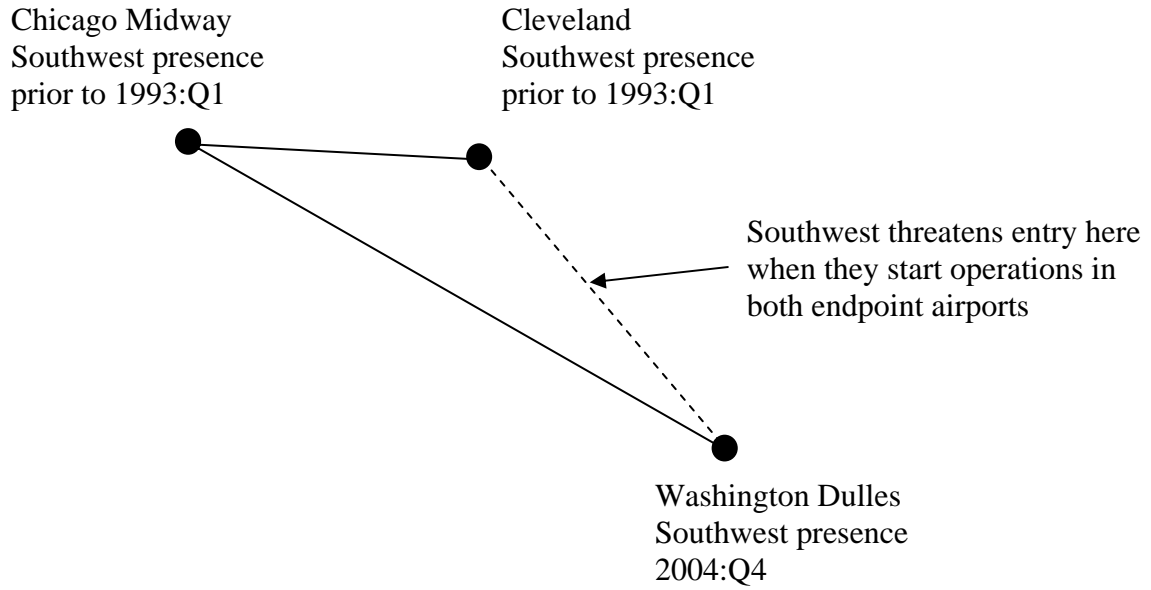 Chicago Midway
Southwest presence
prior to 1993:Q1
Cleveland
Southwest presence
prior to 1993:Q1
Southwest threatens entry here
when they start operations in
both endpoint airports
Washington Dulles
Southwest presence
2004:Q4